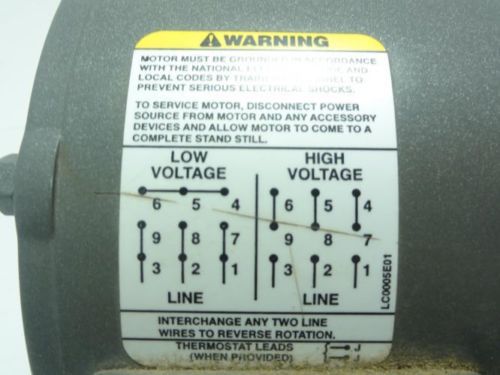 WARNING
MOTOR MUST BE GROUNDED IN ACCORDANCE
WITH THE NATIONAL AND
LOCAL CODES BY TRAINED TO
PREVENT SERIOUS ELECTRICAL SHOCKS.
TO SERVICE MOTOR, DISCONNECT POWER
SOURCE FROM MOTOR AND ANY ACCESSORY
DEVICES AND ALLOW MOTOR TO COME TO A
COMPLETE STAND STILL.
LOW VOLTAGE
HIGH VOLTAGE
6 5 4 6 5 4
9 8 7 9 8 7
3 2 1 3 2 1
LINE LINE
LC0005E01
INTERCHANGE ANY TWO LINE
WIRES TO REVERSE ROTATION.
THERMOSTAT LEADS J
(WHEN PROVIDED) J